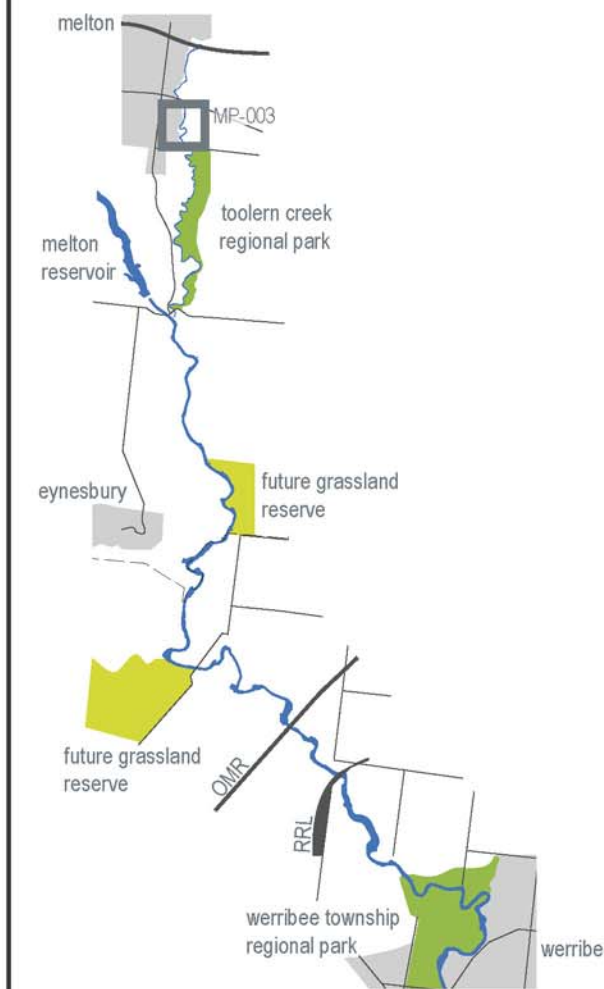 melton
MP-003
toolern creek
regional park
melton
reservoir
future grassland
reserve
eynesbury
future grassland
reserve
OMR
RRL
werribee township
regional park
werribe